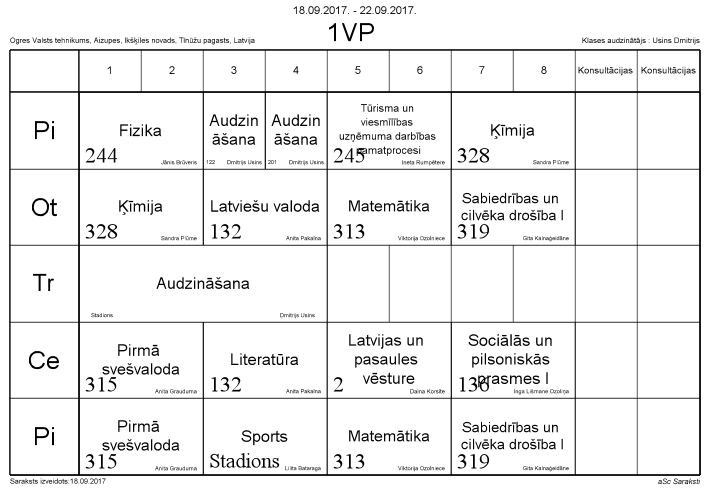 18.09.2017. - 22.09.2017.
Ogres Valsts tehnikums, Aizupes, Ikšķiles novads, Tīnūžu pagasts, Latvija
1VP
Klases audzinātājs : Usins Dmitrijs
1 2 3 4 5 6 7 8 Konsultācijas Konsultācijas
Pi
Fizika
244
Jānis Brūveris
Audzin
āšana
122 Dmitrijs Usins
Audzin
āšana
201 Dmitrijs Usins
Tūrisma un
viesmīlības
uzņēmuma darbības
pamatprocesi
245
Ineta Rumpētere
Ķīmija
328
Sandra Plūme
Ot
Ķīmija
328
Sandra Plūme
Latviešu valoda
132
Anita Pakalna
Matemātika
313
Viktorija Ozolniece
Sabiedrības un
cilvēka drošība I
319
Gita Kalnaģeidāne
Tr
Audzināšana
Stadions
Dmitrijs Usins
Ce
Pirmā
svešvaloda
315
Anita Grauduma
Literatūra
132
Anita Pakalna
Latvijas un
pasaules
vēsture
2
Daina Korsīte
Sociālās un
pilsoniskās
prasmes I
136
Inga Lišmane Ozoliņa
Pi
Pirmā
svešvaloda
315
Anita Grauduma
Sports
Stadions
Lilita Bataraga
Matemātika
313
Viktorija Ozolniece
Sabiedrības un
cilvēka drošība I
319
Gita Kalnaģeidāne
Saraksts izveidots:18.09.2017
aSc Saraksti